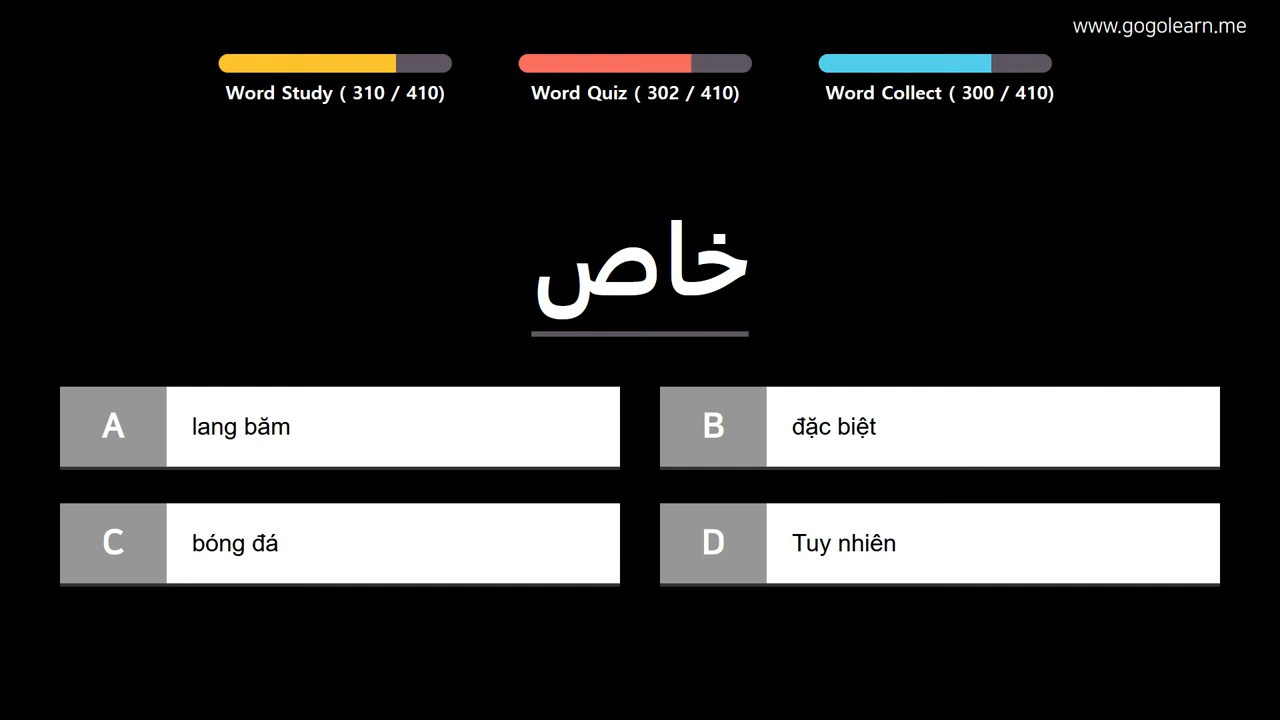 www.gogolearn.me
Word Study ( 310 / 410)
Word Quiz ( 302 / 410)
Word Collect ( 300 / 410)
خاص
A lang băm
B đặc biệt
C bóng đá
D Tuy nhiên